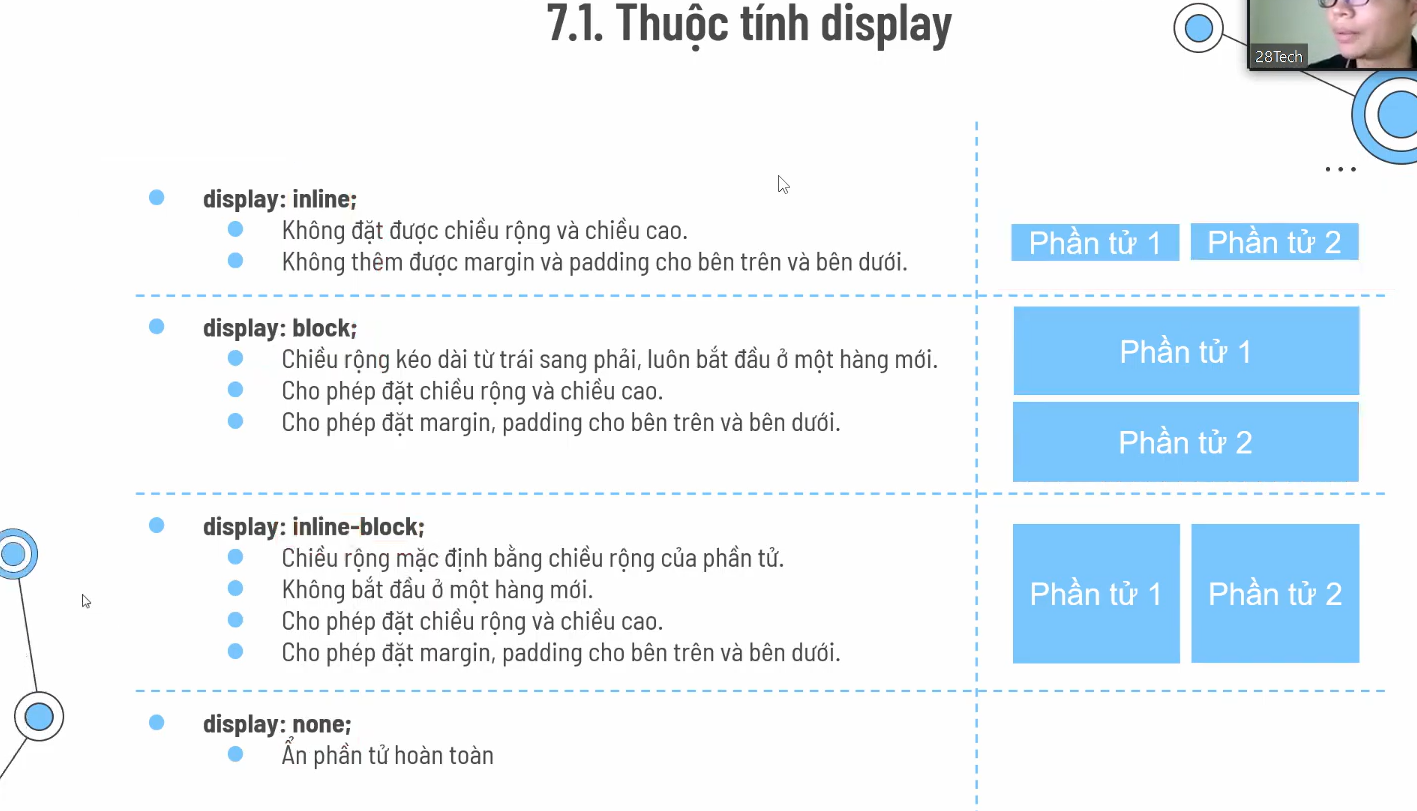 7.1. Thuộc tính display
28Tech
...
display: inline;
Không đặt được chiều rộng và chiều cao.
Không thêm được margin và padding cho bên trên và bên dưới.
Phần tử 1
Phần tử 2
display: block;
Chiều rộng kéo dài từ trái sang phải, luôn bắt đầu ở một hàng mới.
Cho phép đặt chiều rộng và chiều cao.
Cho phép đặt margin, padding cho bên trên và bên dưới.
Phần tử 1
Phần tử 2
display: inline-block;
Chiều rộng mặc định bằng chiều rộng của phần tử.
Không bắt đầu ở một hàng mới.
Cho phép đặt chiều rộng và chiều cao.
Cho phép đặt margin, padding cho bên trên và bên dưới.
Phần tử 1
Phần tử 2
display: none;
Ẩn phần tử hoàn toàn